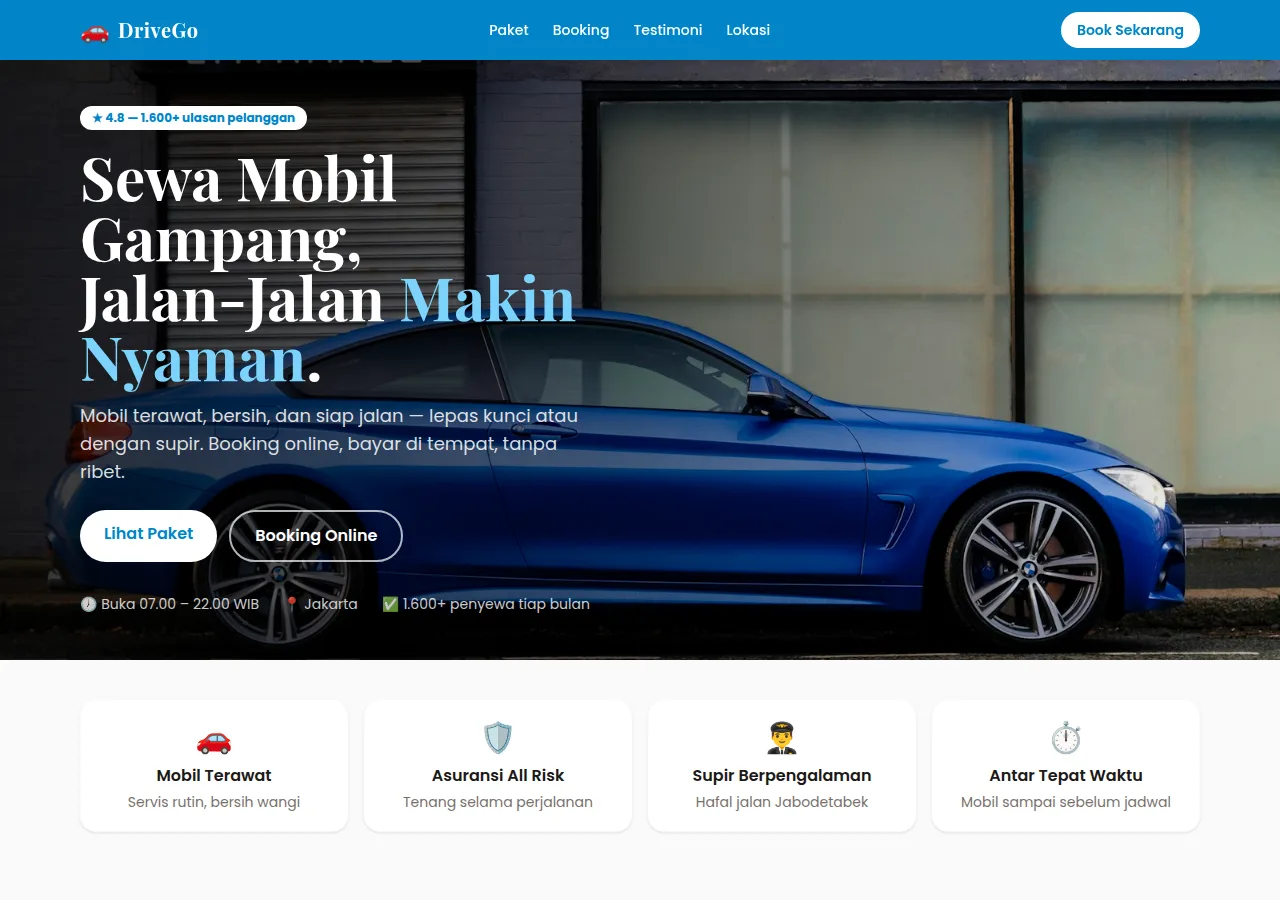 DriveGo
Paket
Booking
Testimoni
Lokasi
Book Sekarang
★ 4.8 — 1.600+ ulasan pelanggan
Sewa Mobil
Gampang,
Jalan-Jalan Makin
Nyaman.
Mobil terawat, bersih, dan siap jalan — lepas kunci atau
dengan supir. Booking online, bayar di tempat, tanpa
ribet.
Lihat Paket
Booking Online
Buka 07.00 – 22.00 WIB
Jakarta
1.600+ penyewa tiap bulan
Mobil Terawat
Servis rutin, bersih wangi
Asuransi All Risk
Tenang selama perjalanan
Supir Berpengalaman
Hafal jalan Jabodetabek
Antar Tepat Waktu
Mobil sampai sebelum jadwal